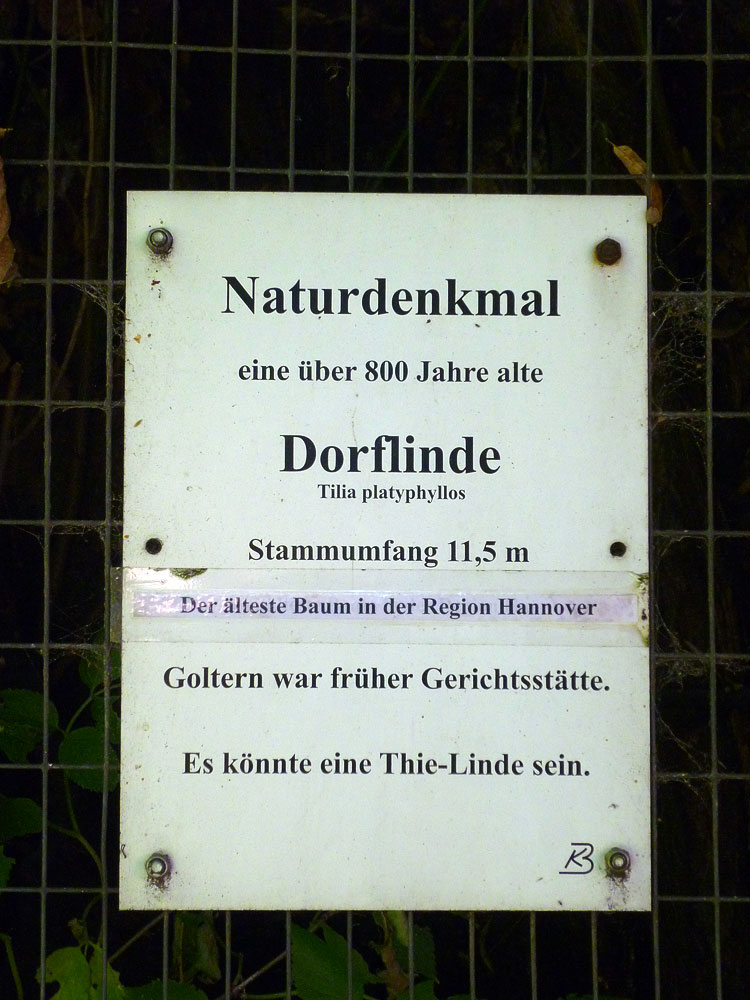 Naturdenkmal
eine über 800 Jahre alte
Dorflinde
Tilia platyphyllos
Stammumfang 11,5 m
Der älteste Baum in der Region Hannover
Goltern war früher Gerichtsstätte.
Es könnte eine Thie-Linde sein.